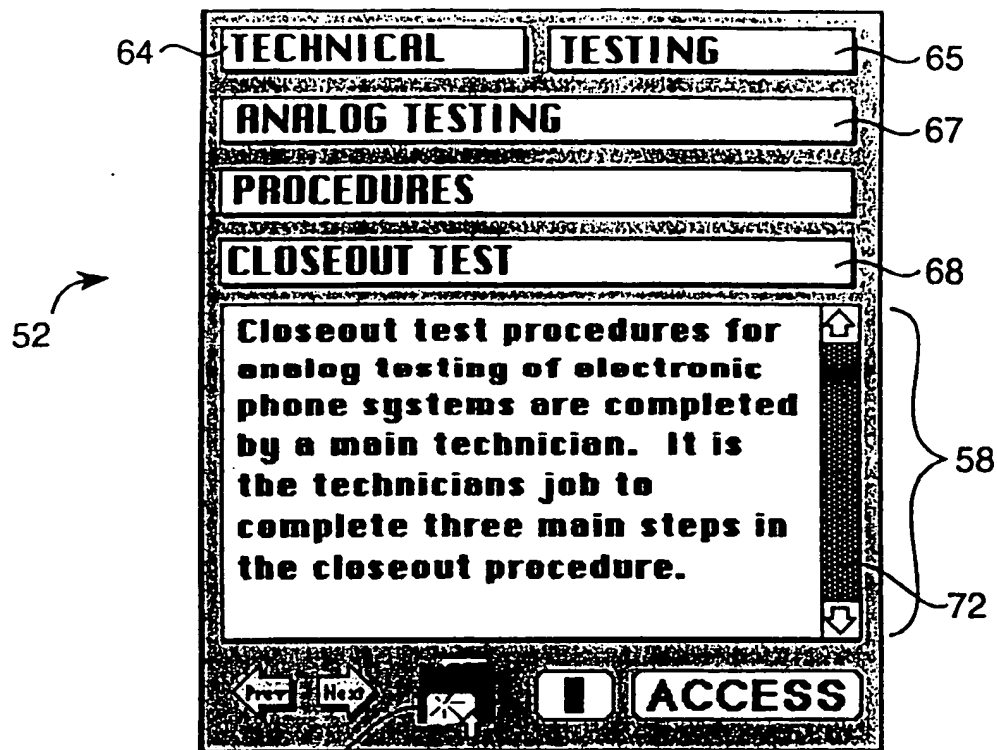 64 TECHNICAL TESTING 65
ANALOG TESTING 67
PROCEDURES
CLOSEOUT TEST 68
52
Closeout test procedures for
analog testing of electronic
phone systems are completed
by a main technician. It is
the technicians job to
complete three main steps in
the closeout procedure.
58
72
Prev Next ACCESS